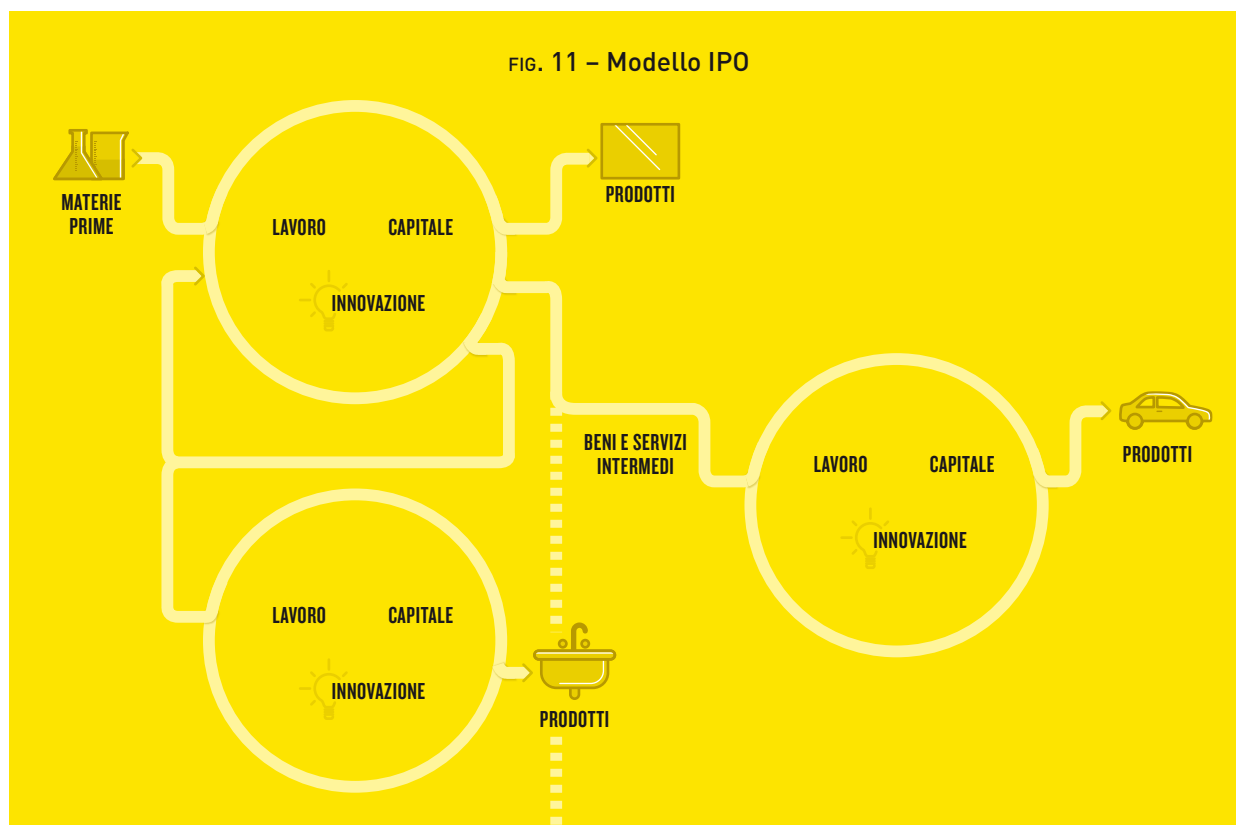 FIG. 11 – Modello IPO
MATERIE
PRIME
LAVORO
CAPITALE
INNOVAZIONE
PRODOTTI
BENI E SERVIZI
INTERMEDI
LAVORO
CAPITALE
INNOVAZIONE
PRODOTTI
LAVORO
CAPITALE
INNOVAZIONE
PRODOTTI